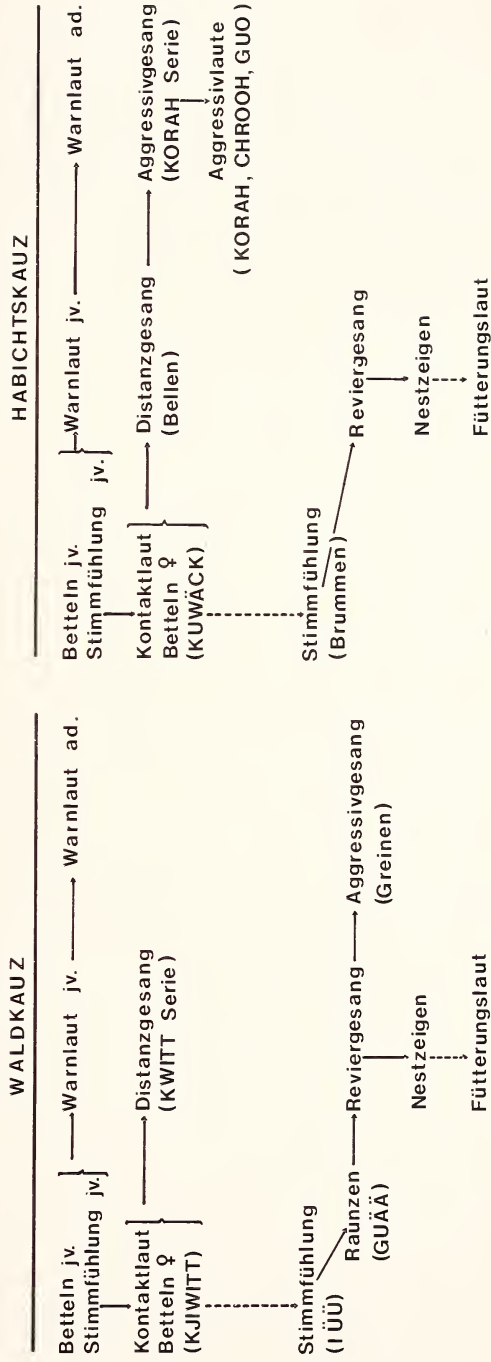 WALDKAUZ
Betteln jv.
Stimmfühlung jv.
Warnlaut jv.
Warnlaut ad.
Kontaktlaut
Betteln ♀
(KJIWITT)
Distanzgesang
(KWITT Serie)
Stimmfühlung
(I ÜÜ)
Raunzen
(GUÄÄ)
Reviergesang
Aggressivgesang
(Greinen)
Nestzeigen
Fütterungslaut
HABICHTSKAUZ
Betteln jv.
Stimmfühlung jv.
Warnlaut jv.
Warnlaut ad.
Kontaktlaut
Betteln ♀
(KUWÄCK)
Distanzgesang
(Bellen)
Aggressivgesang
(KORAH Serie)
Aggressivlaute
( KORAH, CHROOH, GUO )
Stimmfühlung
(Brummen)
Reviergesang
Nestzeigen
Fütterungslaut